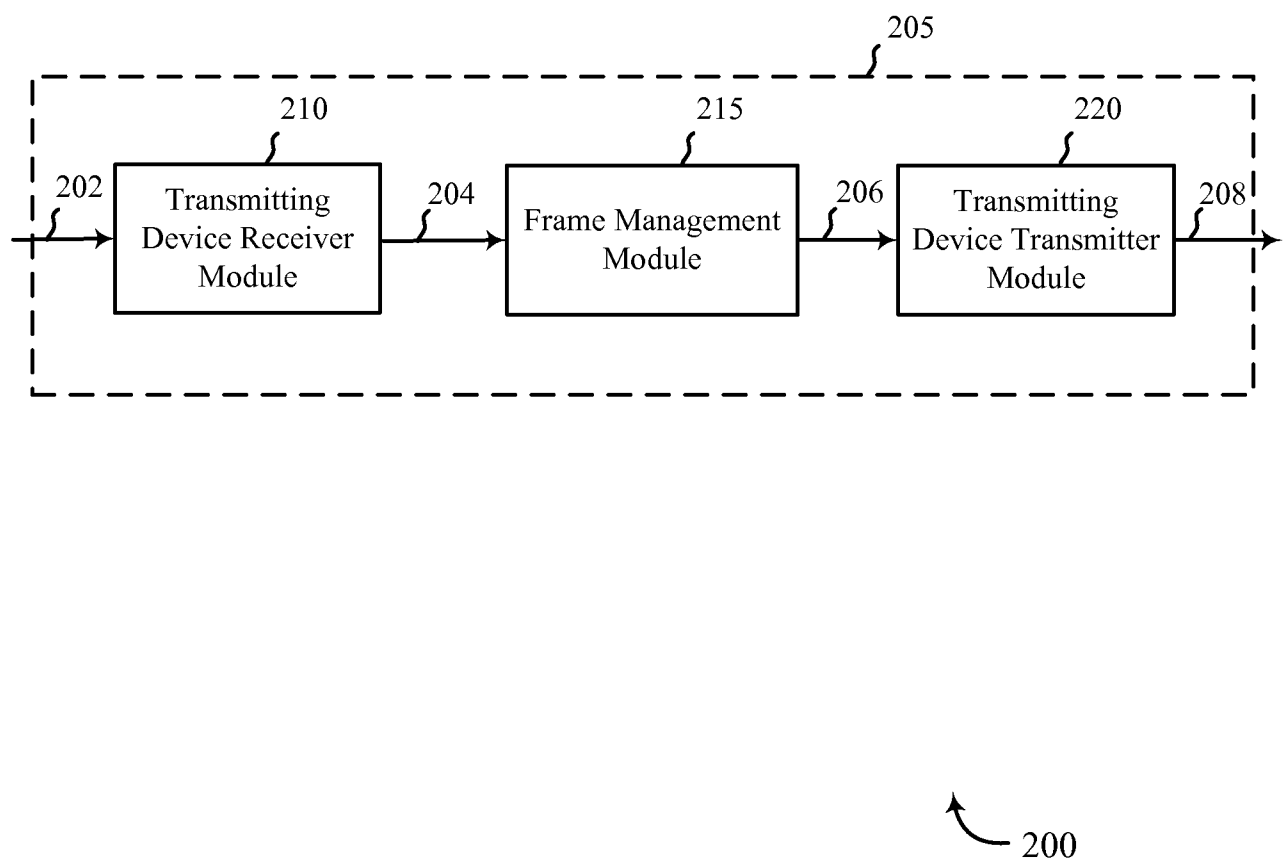 205
210
215
220
202
Transmitting
Device Receiver
Module
204
Frame Management
Module
206
Transmitting
Device Transmitter
Module
208
200